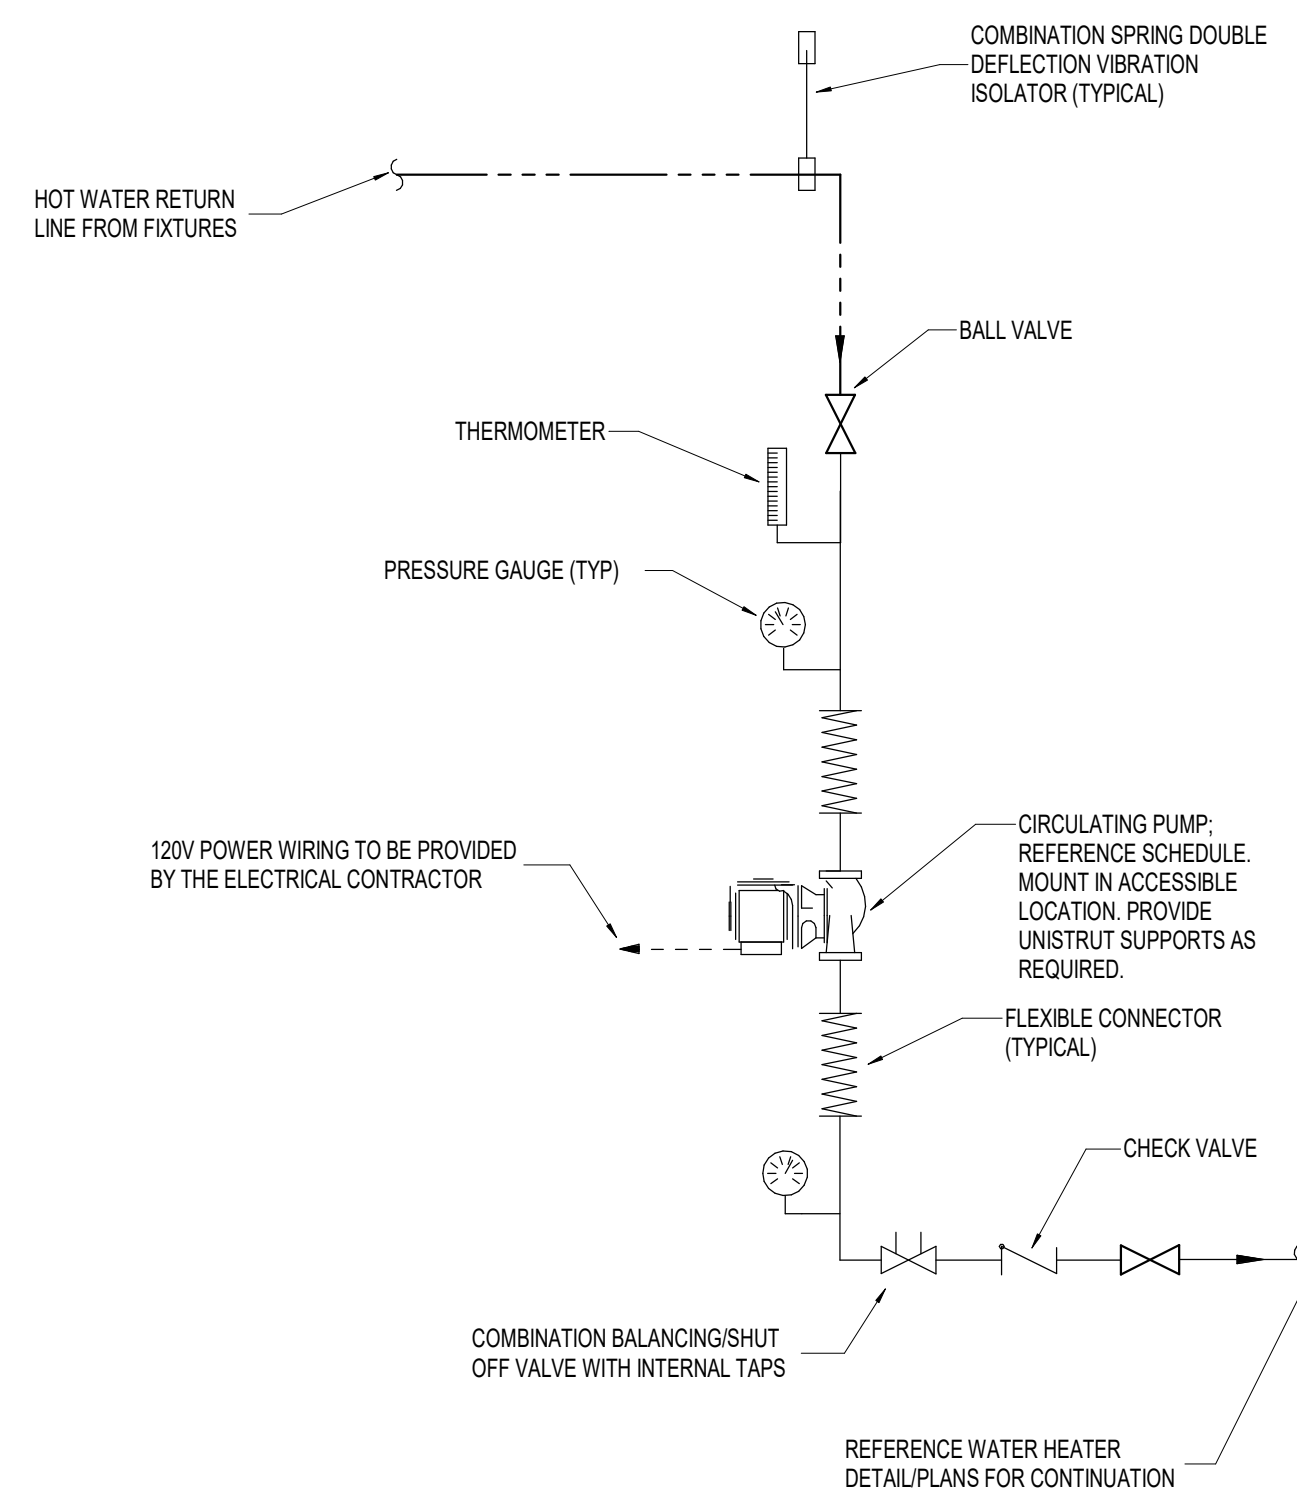 COMBINATION SPRING DOUBLE
DEFLECTION VIBRATION
ISOLATOR (TYPICAL)
HOT WATER RETURN
LINE FROM FIXTURES
BALL VALVE
THERMOMETER
PRESSURE GAUGE (TYP)
120V POWER WIRING TO BE PROVIDED
BY THE ELECTRICAL CONTRACTOR
CIRCULATING PUMP;
REFERENCE SCHEDULE.
MOUNT IN ACCESSIBLE
LOCATION. PROVIDE
UNISTRUT SUPPORTS AS
REQUIRED.
FLEXIBLE CONNECTOR
(TYPICAL)
CHECK VALVE
COMBINATION BALANCING/SHUT
OFF VALVE WITH INTERNAL TAPS
REFERENCE WATER HEATER
DETAIL/PLANS FOR CONTINUATION